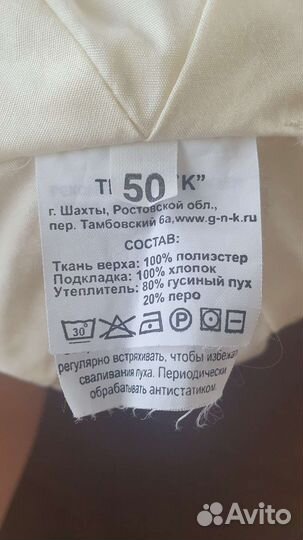 50
К"
г. Шахты, Ростовской обл.,
пер. Тамбовский 6а,www.g-n-k.ru
СОСТАВ:
Ткань верха: 100% полиэстер
Подкладка: 100% хлопок
Утеплитель: 80% гусиный пух
20% перо
30°
P
регулярно встряхивать, чтобы избежа
сваливания пуха. Периодически
обрабатывать антистатиком.
Avito